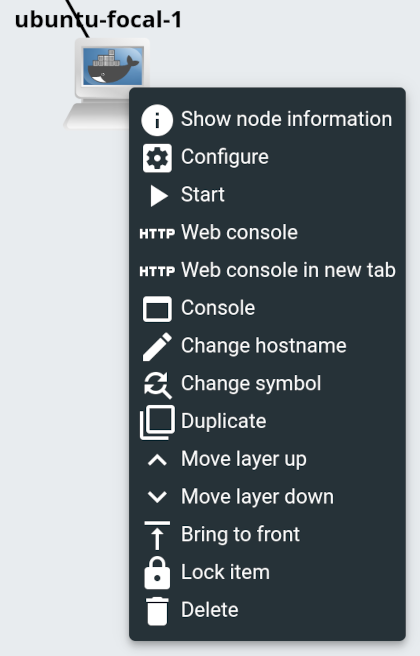 ubuntu-focal-1
Show node information
Configure
Start
HTTP Web console
HTTP Web console in new tab
Console
Change hostname
Change symbol
Duplicate
Move layer up
Move layer down
Bring to front
Lock item
Delete